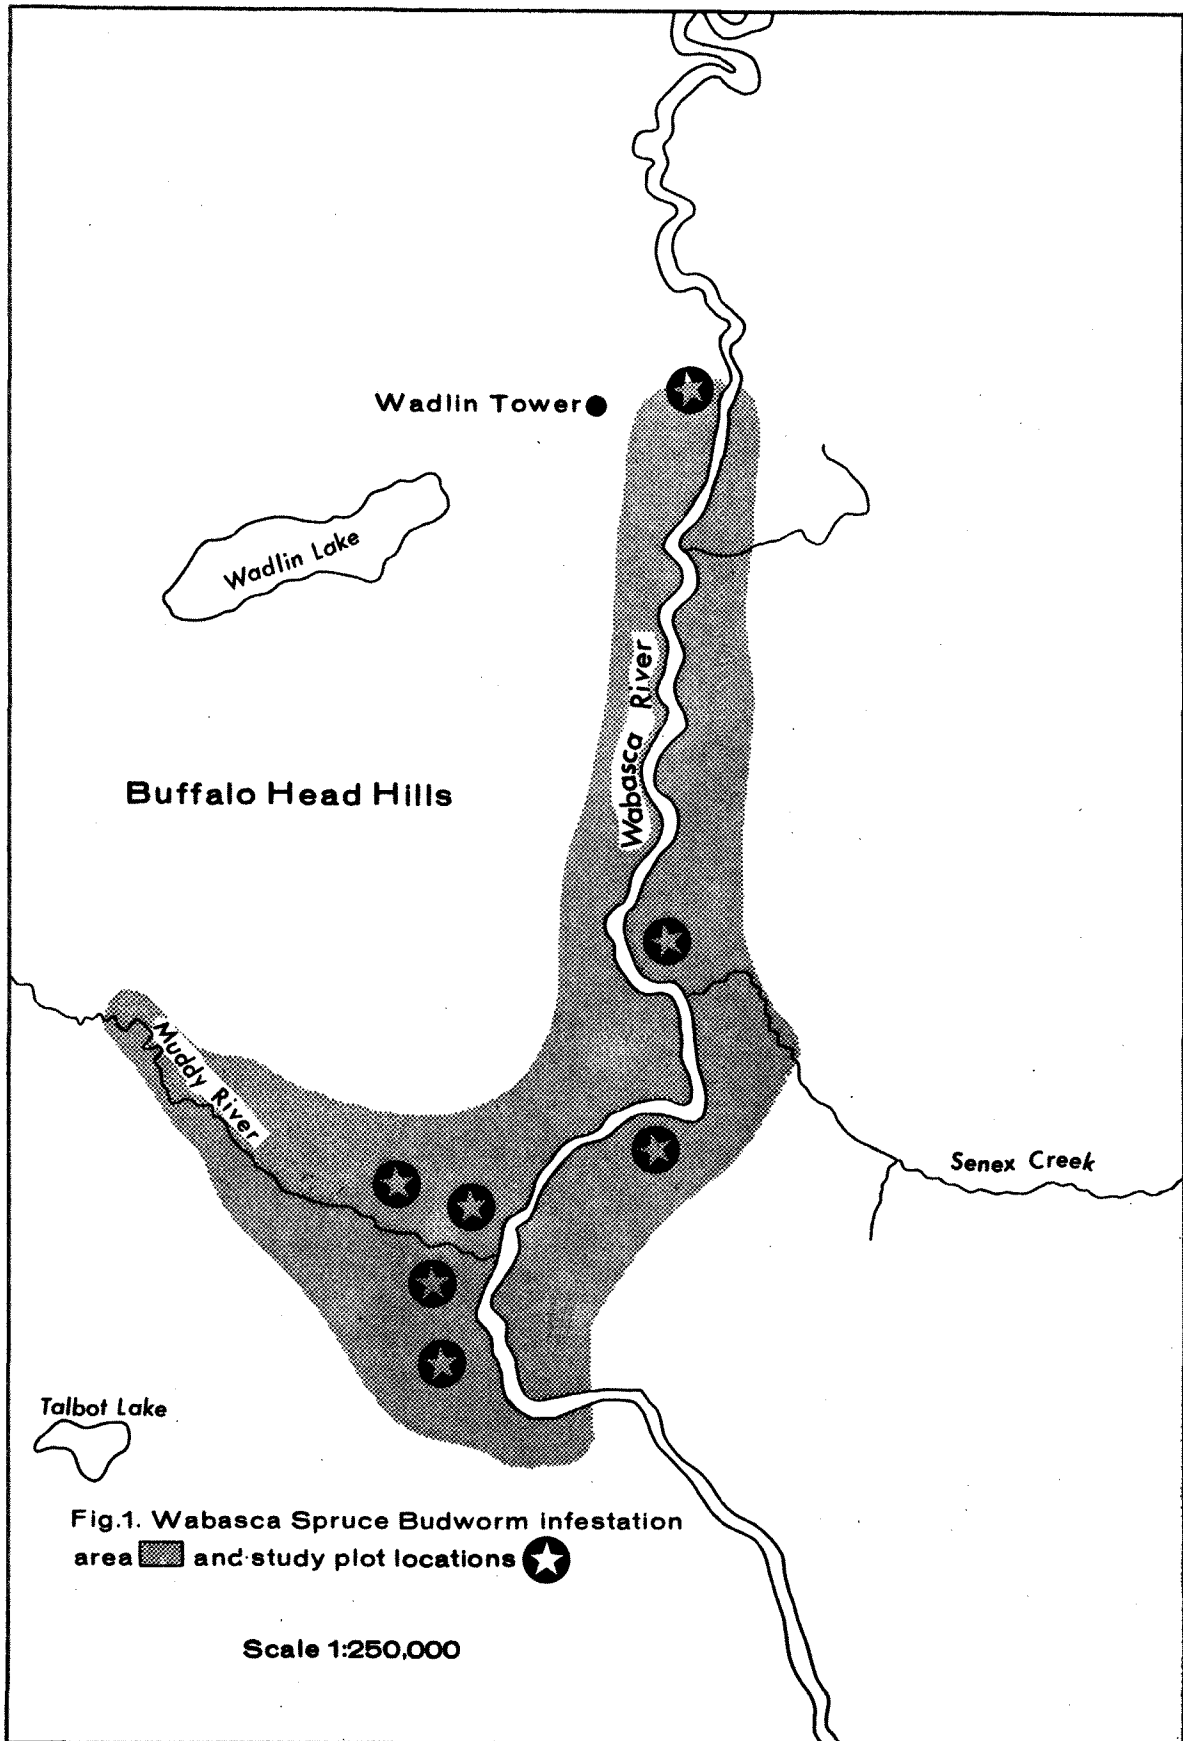 Wadlin Tower
Wadlin Lake
Wabasca River
Buffalo Head Hills
Muddy River
Senex Creek
Talbot Lake
Fig.1. Wabasca Spruce Budworm infestation
area and study plot locations
Scale 1:250,000